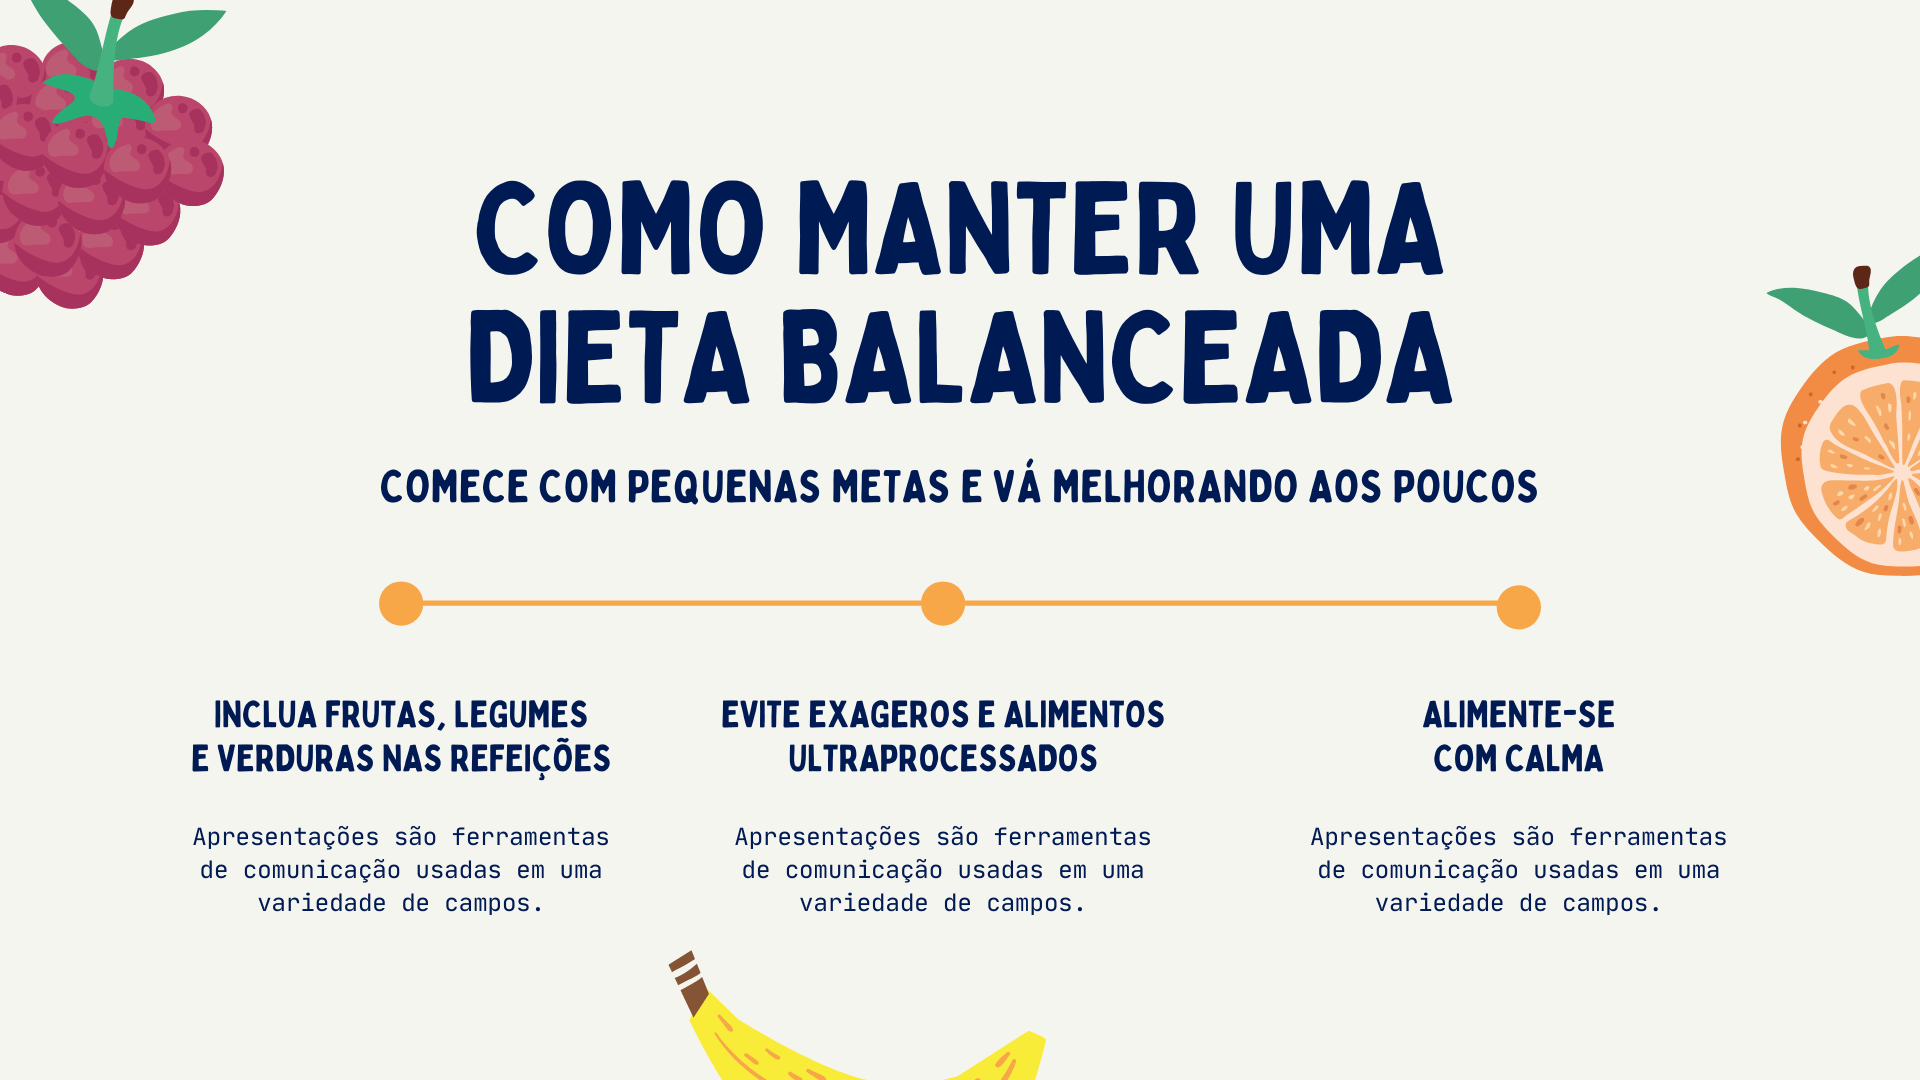 COMO MANTER UMA
DIETA BALANCEADA
COMECE COM PEQUENAS METAS E VÁ MELHORANDO AOS POUCOS
INCLUA FRUTAS, LEGUMES
E VERDURAS NAS REFEIÇÕES
Apresentações são ferramentas
de comunicação usadas em uma
variedade de campos.
EVITE EXAGEROS E ALIMENTOS
ULTRAPROCESSADOS
Apresentações são ferramentas
de comunicação usadas em uma
variedade de campos.
ALIMENTE-SE
COM CALMA
Apresentações são ferramentas
de comunicação usadas em uma
variedade de campos.